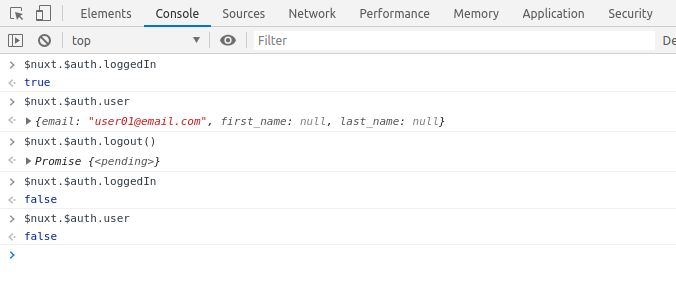 Elements Console Sources Network Performance Memory Application Security
top Filter De
$nuxt.$auth.loggedIn
true
$nuxt.$auth.user
{email: "user01@email.com", first_name: null, last_name: null}
$nuxt.$auth.logout()
Promise {<pending>}
$nuxt.$auth.loggedIn
false
$nuxt.$auth.user
false